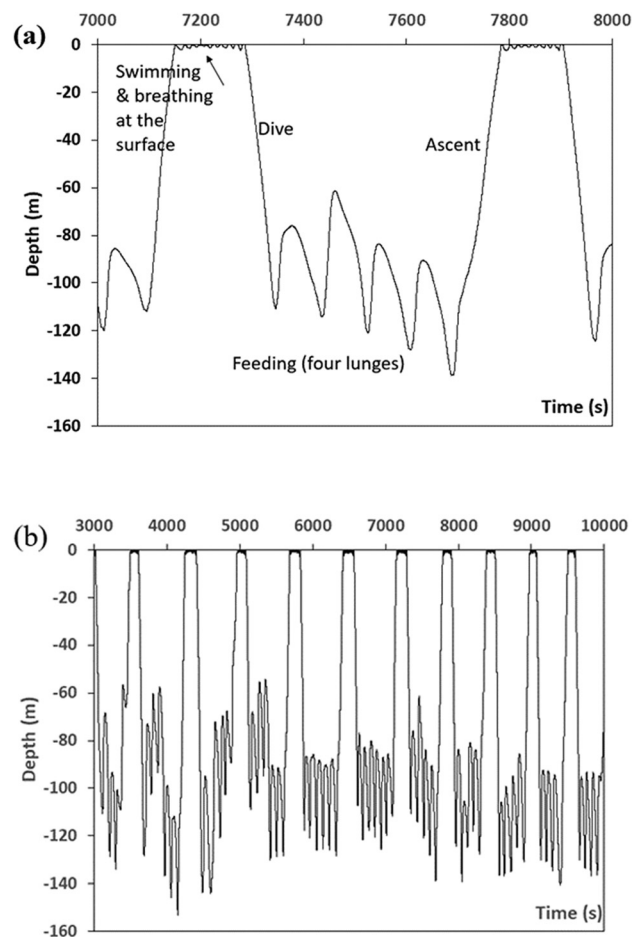 (a)
7000 7200 7400 7600 7800 8000
0
-20
-40
-60
-80
-100
-120
-140
-160
Depth (m)
Swimming
& breathing
at the
surface
Dive
Ascent
Feeding (four lunges)
Time (s)
(b)
3000 4000 5000 6000 7000 8000 9000 10000
0
-20
-40
-60
-80
-100
-120
-140
-160
Depth (m)
Time (s)